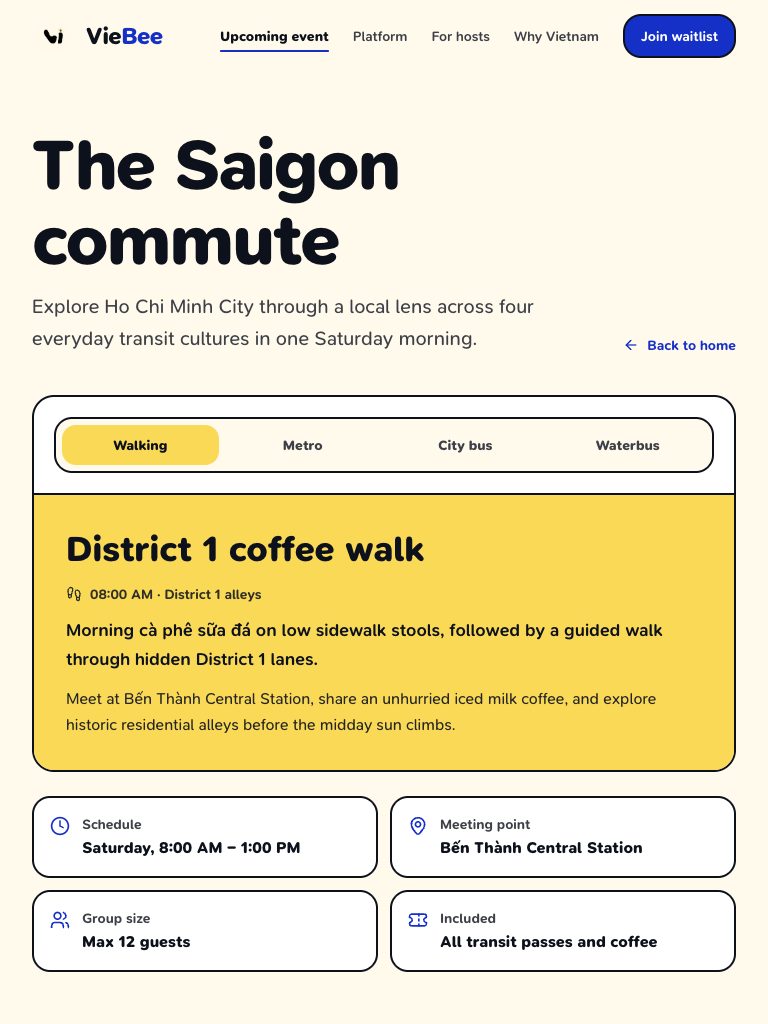 VieBee
Upcoming event
Platform
For hosts
Why Vietnam
Join waitlist
The Saigon
commute
Explore Ho Chi Minh City through a local lens across four
everyday transit cultures in one Saturday morning.
← Back to home
Walking
Metro
City bus
Waterbus
District 1 coffee walk
08:00 AM · District 1 alleys
Morning cà phê sữa đá on low sidewalk stools, followed by a guided walk
through hidden District 1 lanes.
Meet at Bến Thành Central Station, share an unhurried iced milk coffee, and explore
historic residential alleys before the midday sun climbs.
Schedule
Saturday, 8:00 AM – 1:00 PM
Meeting point
Bến Thành Central Station
Group size
Max 12 guests
Included
All transit passes and coffee